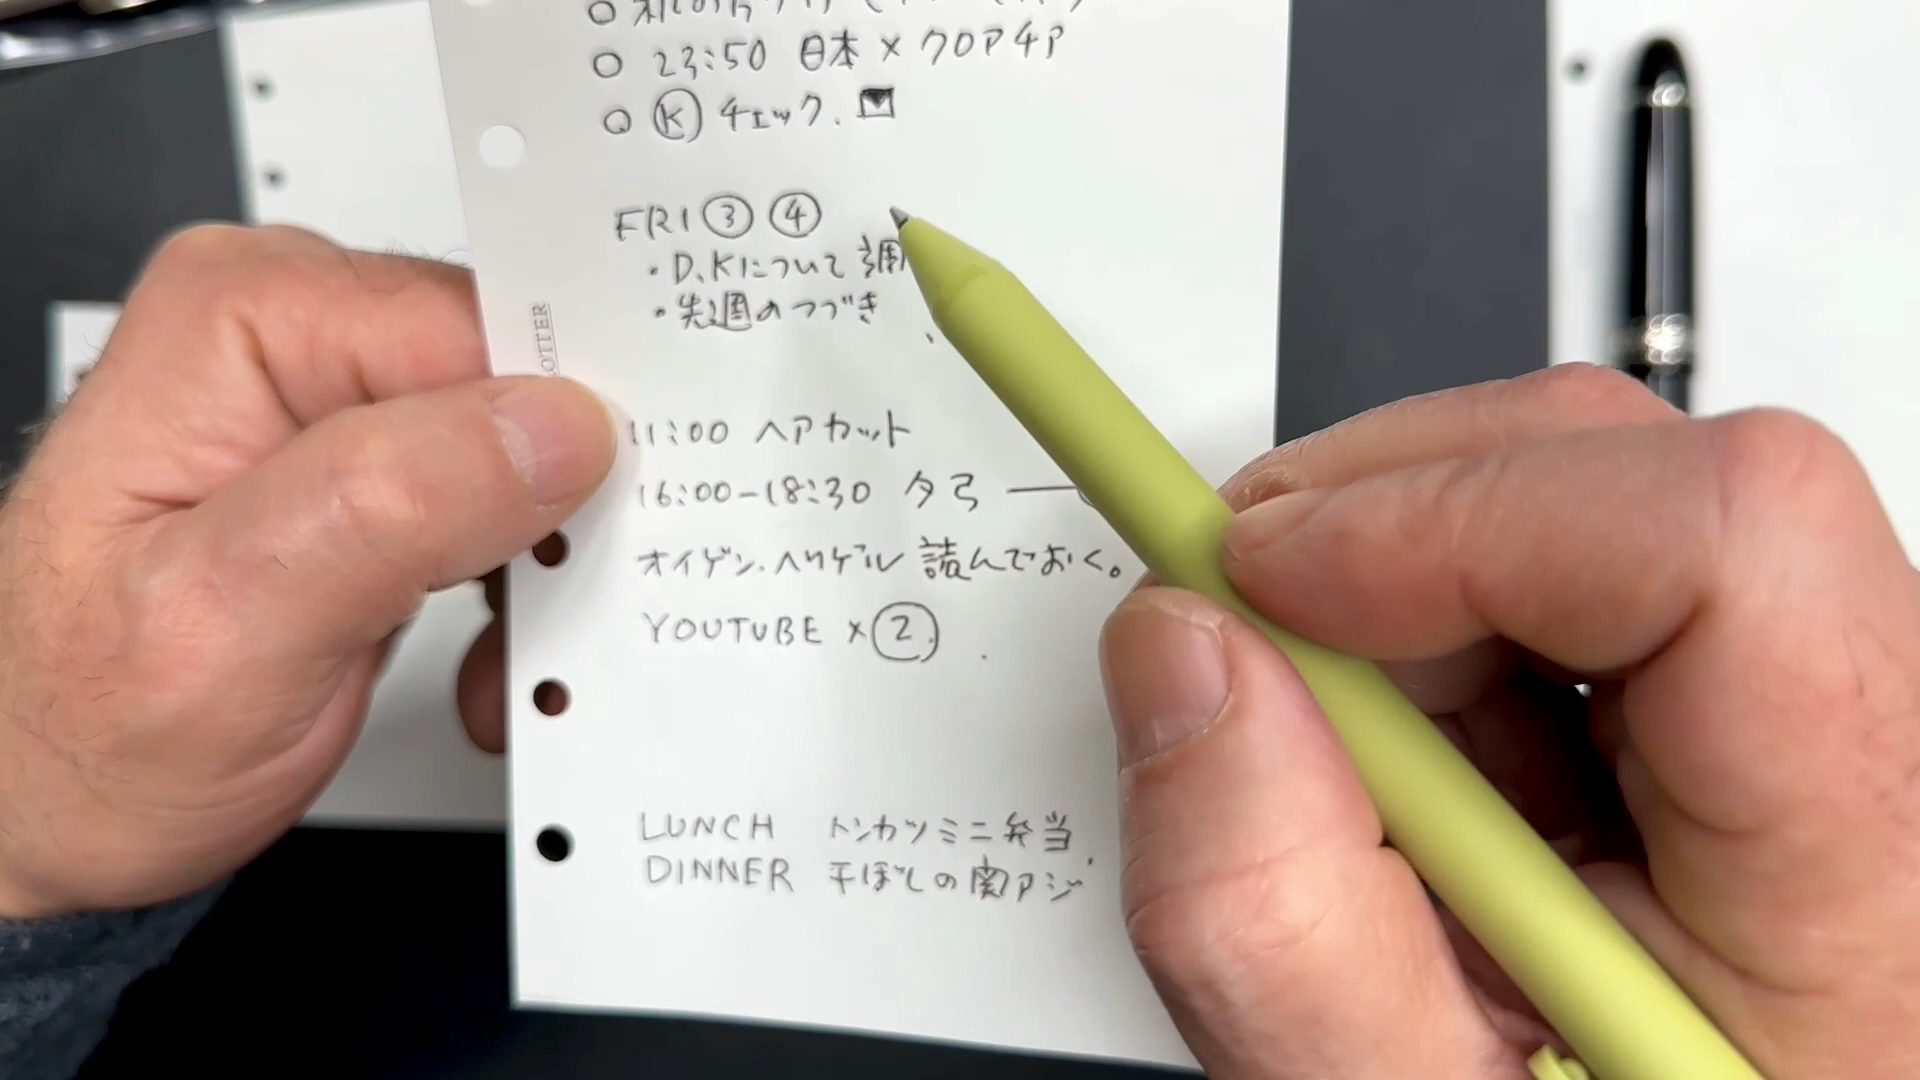 23:50 日本×クロアチア
Ⓚ チェック.
FRI ③ ④
・D.Kについて調
・先週のつづき
11:00 ヘアカット
16:00-18:30 夕弓
オイゲン・ヘリゲル 読んでおく。
YOUTUBE ×②
LUNCH トンカツミニ弁当
DINNER 干ぼしの関アジ